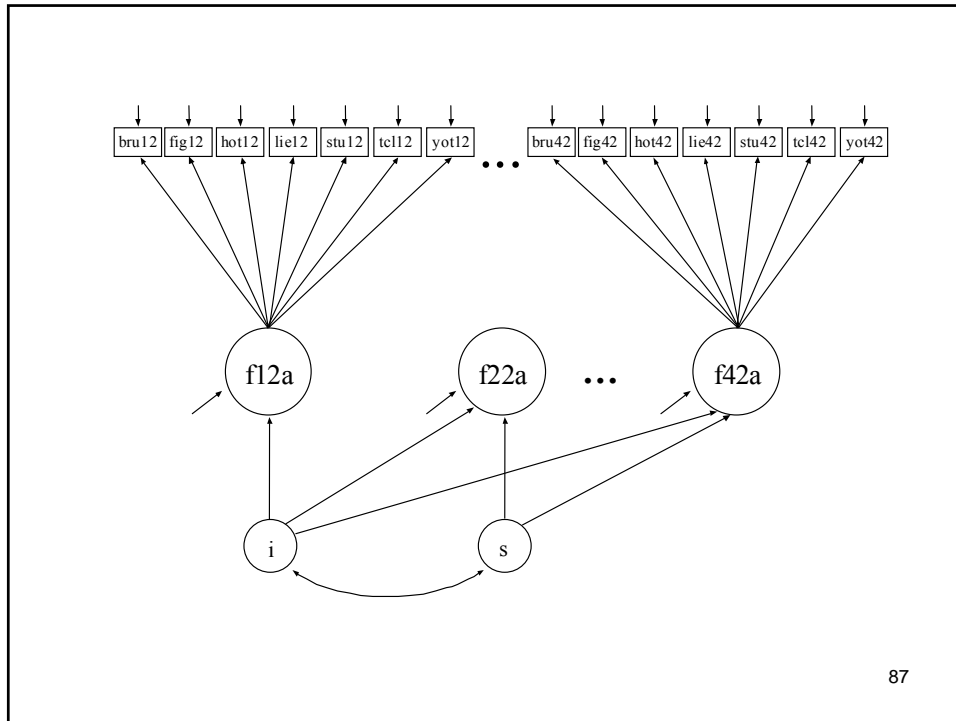 bru12 fig12 hot12 lie12 stu12 tcl12 yot12 ... bru42 fig42 hot42 lie42 stu42 tcl42 yot42
f12a f22a ... f42a
i s
87